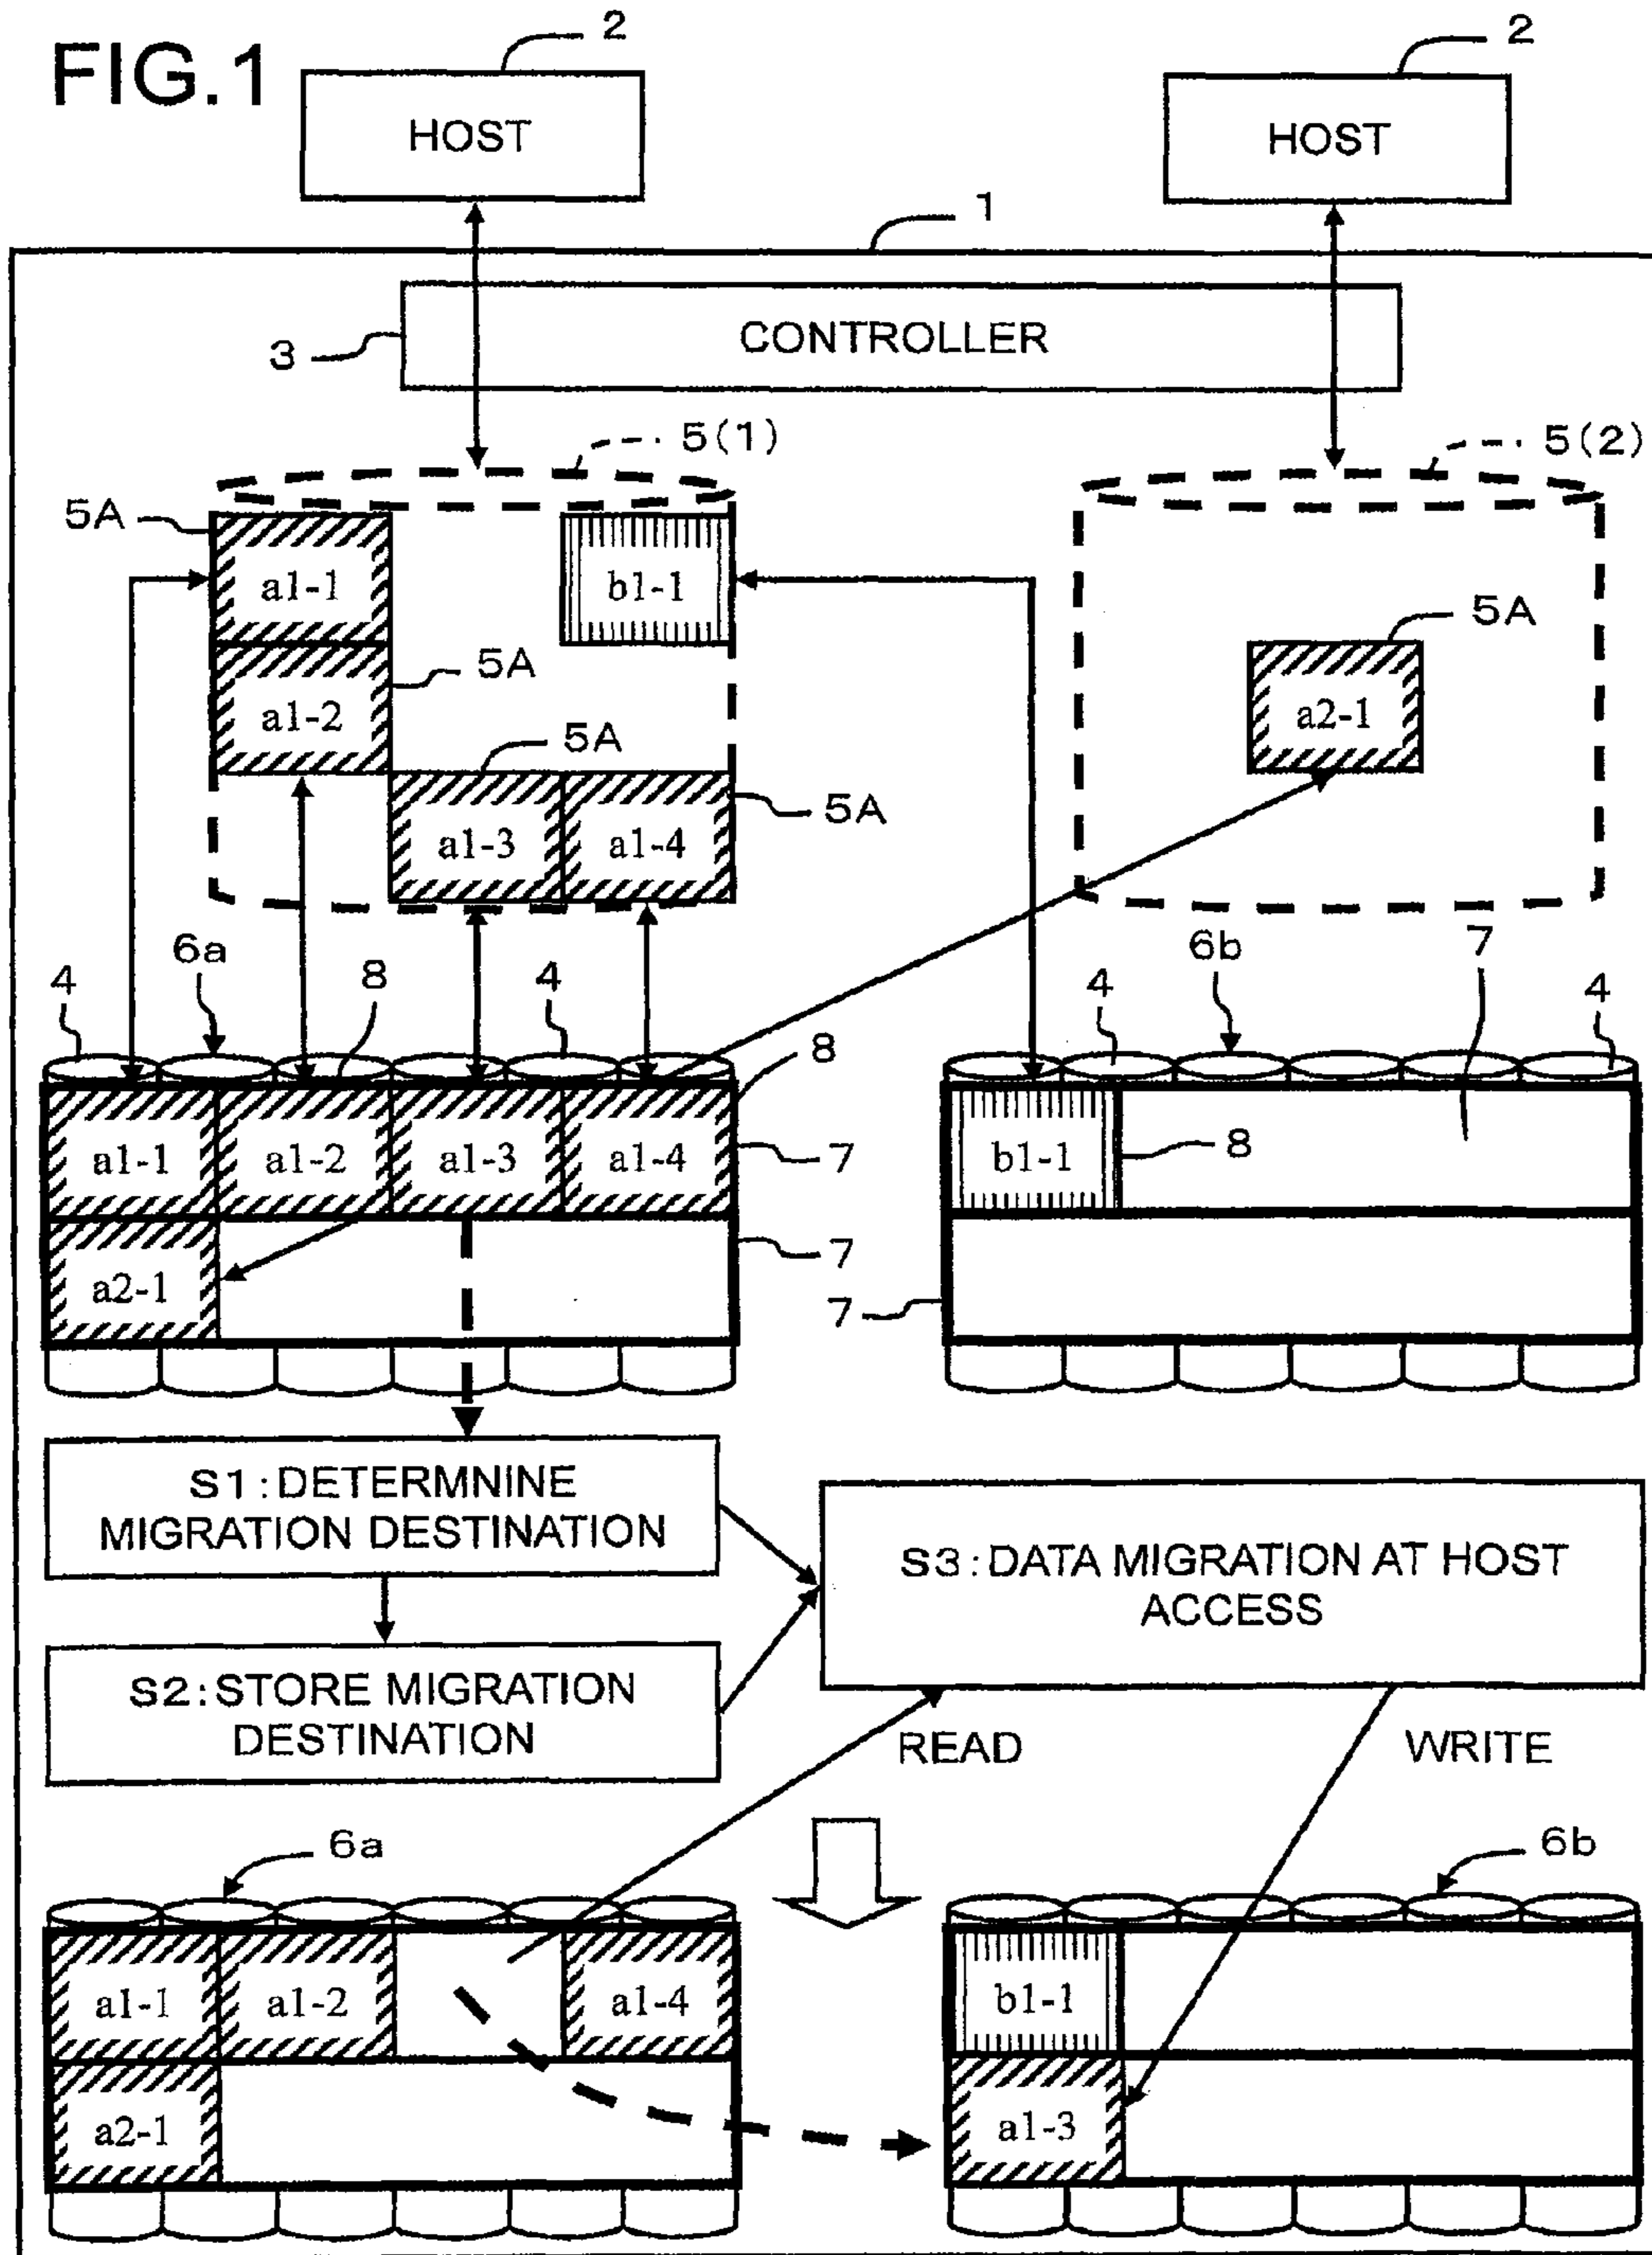 FIG.1
2
2
HOST
HOST
1
3
CONTROLLER
5(1)
5(2)
5A
a1-1
b1-1
5A
5A
a1-2
a2-1
5A
5A
a1-3
a1-4
4
6a
8
4
8
4
6b
7
4
a1-1
a1-2
a1-3
a1-4
7
b1-1
8
a2-1
7
7
S1:DETERMNINE
MIGRATION DESTINATION
S2:STORE MIGRATION
DESTINATION
S3:DATA MIGRATION AT HOST
ACCESS
READ
WRITE
6a
6b
a1-1
a1-2
a1-4
b1-1
a2-1
a1-3